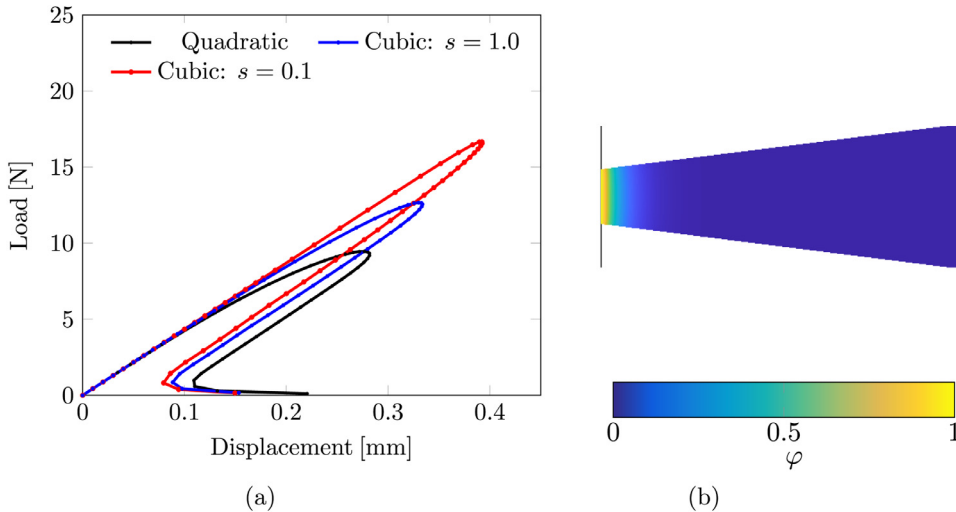 25
20
15
10
5
0
Load [N]
Quadratic
Cubic: s = 1.0
Cubic: s = 0.1
0 0.1 0.2 0.3 0.4
Displacement [mm]
(a)
0 0.5 1
φ
(b)